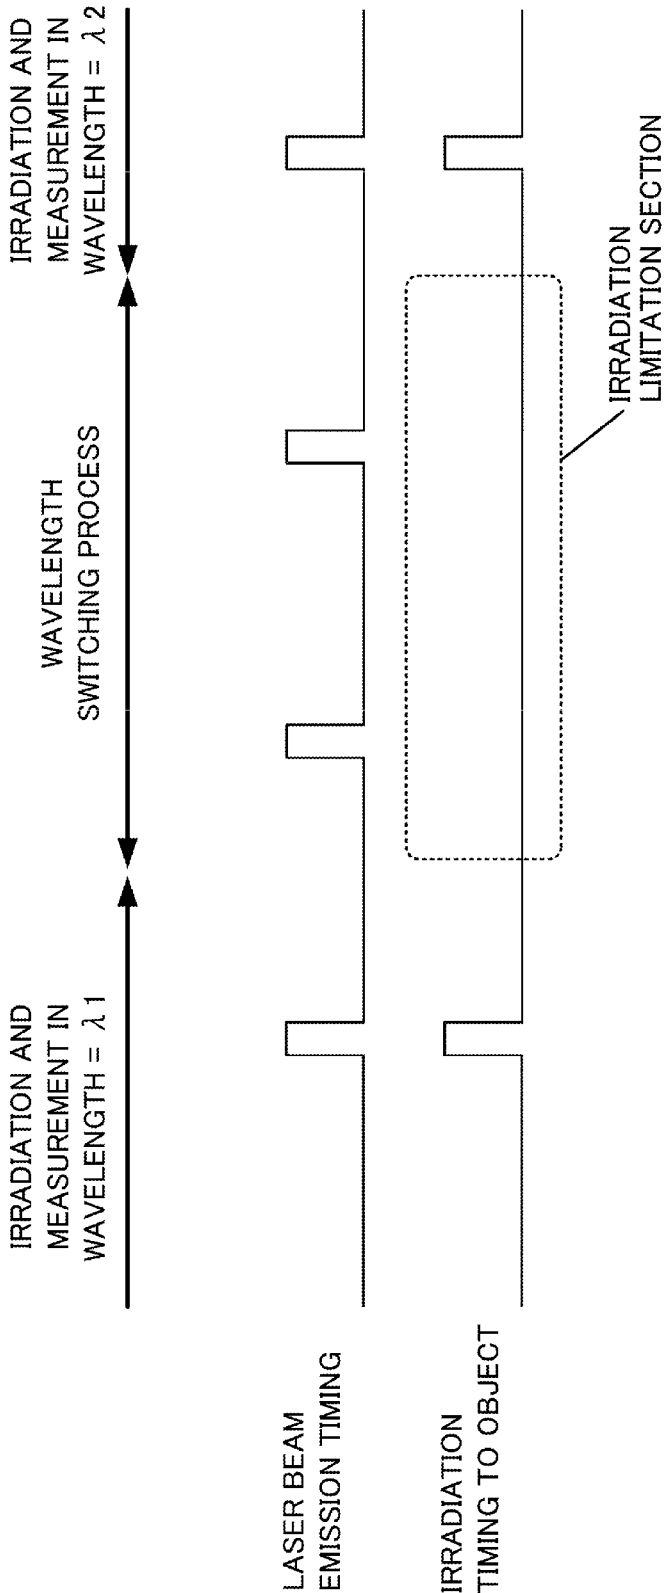 IRRADIATION AND
MEASUREMENT IN
WAVELENGTH = λ1
WAVELENGTH
SWITCHING PROCESS
IRRADIATION AND
MEASUREMENT IN
WAVELENGTH = λ2
LASER BEAM
EMISSION TIMING
IRRADIATION
TIMING TO OBJECT
IRRADIATION
LIMITATION SECTION